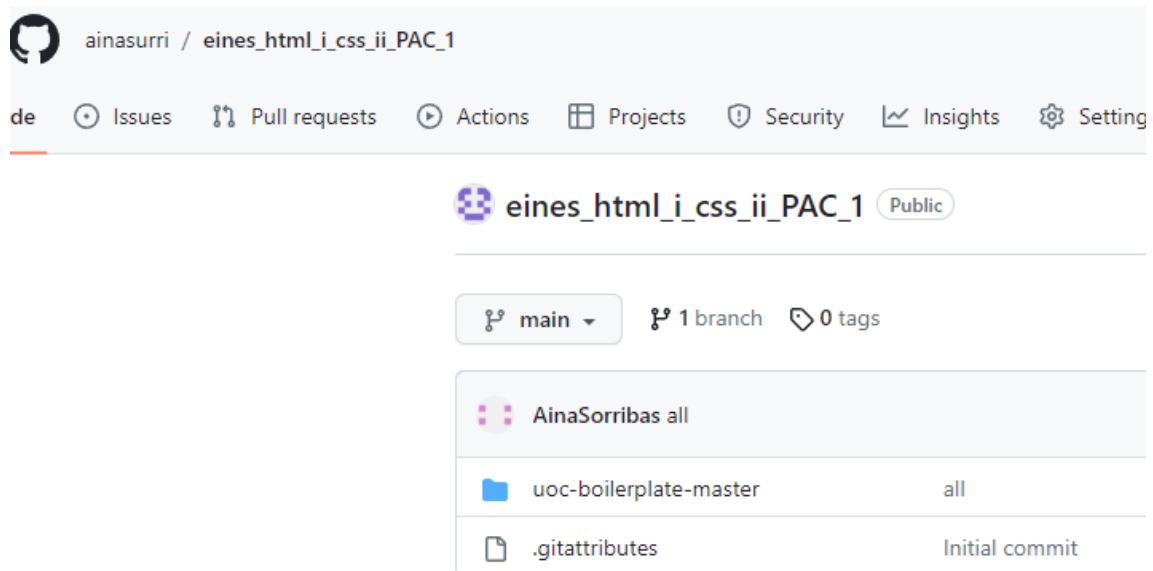 ainasurri / eines_html_i_css_ii_PAC_1
de Issues Pull requests Actions Projects Security Insights Setting
eines_html_i_css_ii_PAC_1 Public
main 1 branch 0 tags
AinaSorribas all
uoc-boilerplate-master all
.gitattributes Initial commit